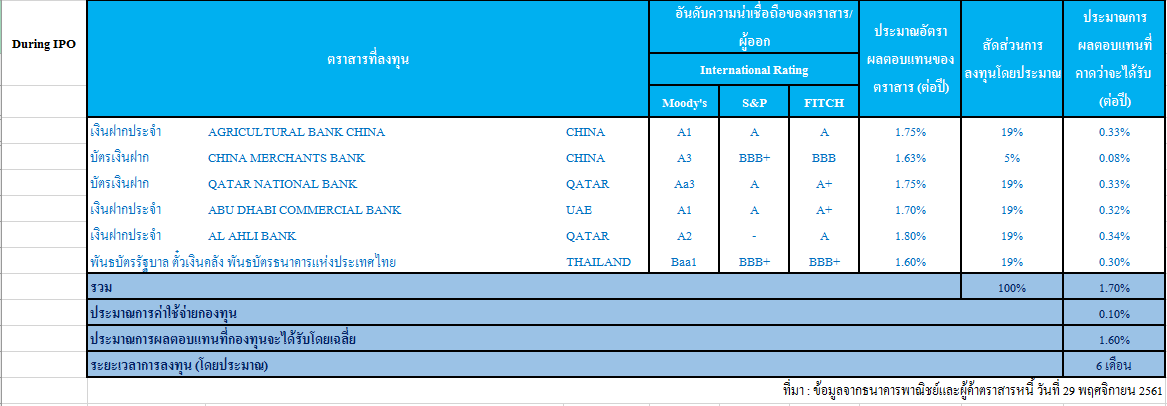 During IPO
ตราสารที่ลงทุน
อันดับความน่าเชื่อถือของตราสาร/
ผู้ออก
International Rating
Moody's S&P FITCH
ประมาณอัตรา
ผลตอบแทนของ
ตราสาร (ต่อปี)
สัดส่วนการ
ลงทุนโดยประมาณ
ประมาณการ
ผลตอบแทนที่
คาดว่าจะได้รับ
(ต่อปี)
เงินฝากประจำ AGRICULTURAL BANK CHINA CHINA A1 A A 1.75% 19% 0.33%
บัตรเงินฝาก CHINA MERCHANTS BANK CHINA A3 BBB+ BBB 1.63% 5% 0.08%
บัตรเงินฝาก QATAR NATIONAL BANK QATAR Aa3 A A+ 1.75% 19% 0.33%
เงินฝากประจำ ABU DHABI COMMERCIAL BANK UAE A1 A A+ 1.70% 19% 0.32%
เงินฝากประจำ AL AHLI BANK QATAR A2 - A 1.80% 19% 0.34%
พันธบัตรรัฐบาล ตั๋วเงินคลัง พันธบัตรธนาคารแห่งประเทศไทย THAILAND Baa1 BBB+ BBB+ 1.60% 19% 0.30%
รวม 100% 1.70%
ประมาณการค่าใช้จ่ายกองทุน 0.10%
ประมาณการผลตอบแทนที่กองทุนจะได้รับโดยเฉลี่ย 1.60%
ระยะเวลาการลงทุน (โดยประมาณ) 6 เดือน
ที่มา : ข้อมูลจากธนาคารพาณิชย์และผู้ค้าตราสารหนี้ วันที่ 29 พฤศจิกายน 2561